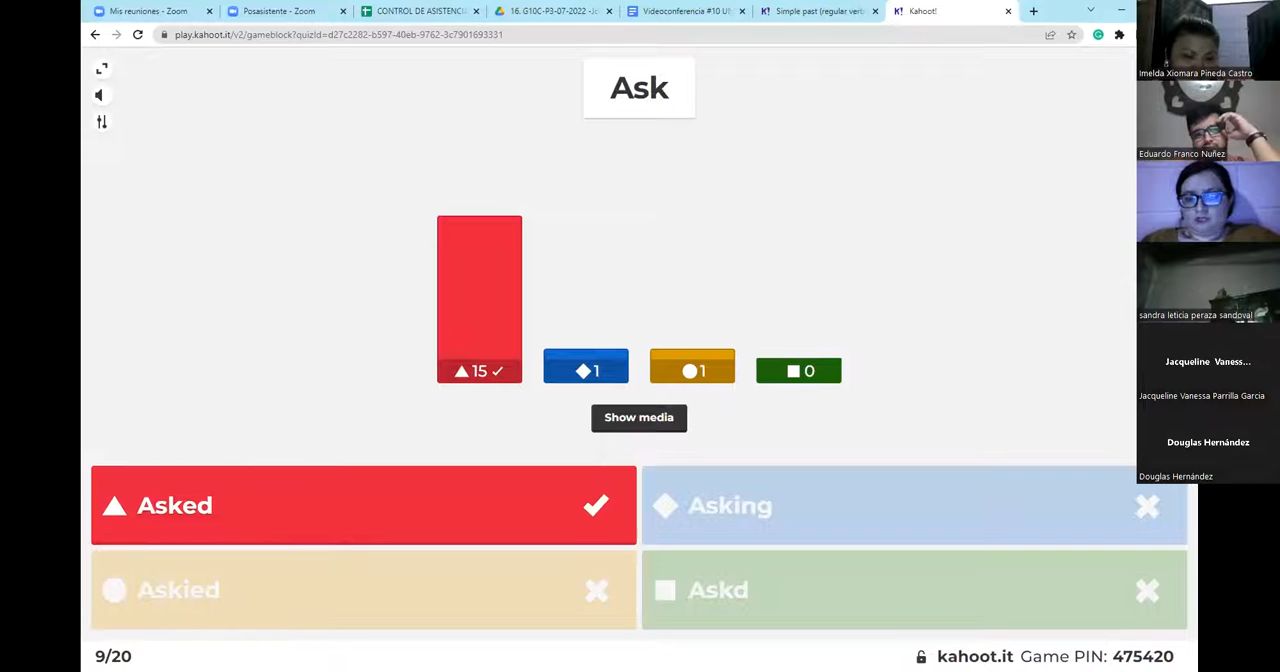 Mis reuniones - Zoom
Posasistente - Zoom
CONTROL DE ASISTENCI
16. G10C-P3-07-2022 -Jo
Videoconferencia #10 UN
K! Simple past (regular verb
K! Kahoot!
play.kahoot.it/v2/gameblock?quizId=d27c2282-b597-40eb-9762-3c7901693331
Ask
15
1
1
0
Show media
Asked
Asking
Askied
Askd
9/20
kahoot.it Game PIN: 475420
Imelda Xiomara Pineda Castro
Eduardo Franco Nuñez
sandra leticia peraza sandoval
Jacqueline Vaness...
Jacqueline Vanessa Parrilla Garcia
Douglas Hernández
Douglas Hernández